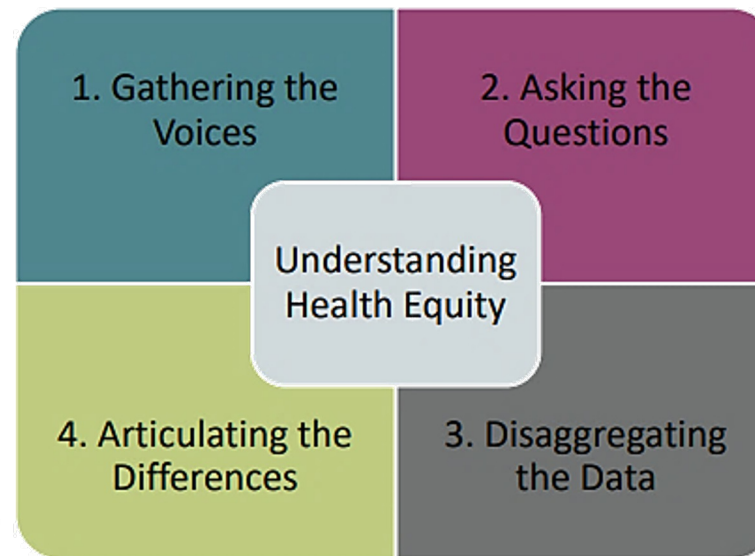 1. Gathering the
Voices
2. Asking the
Questions
Understanding
Health Equity
4. Articulating the
Differences
3. Disaggregating
the Data